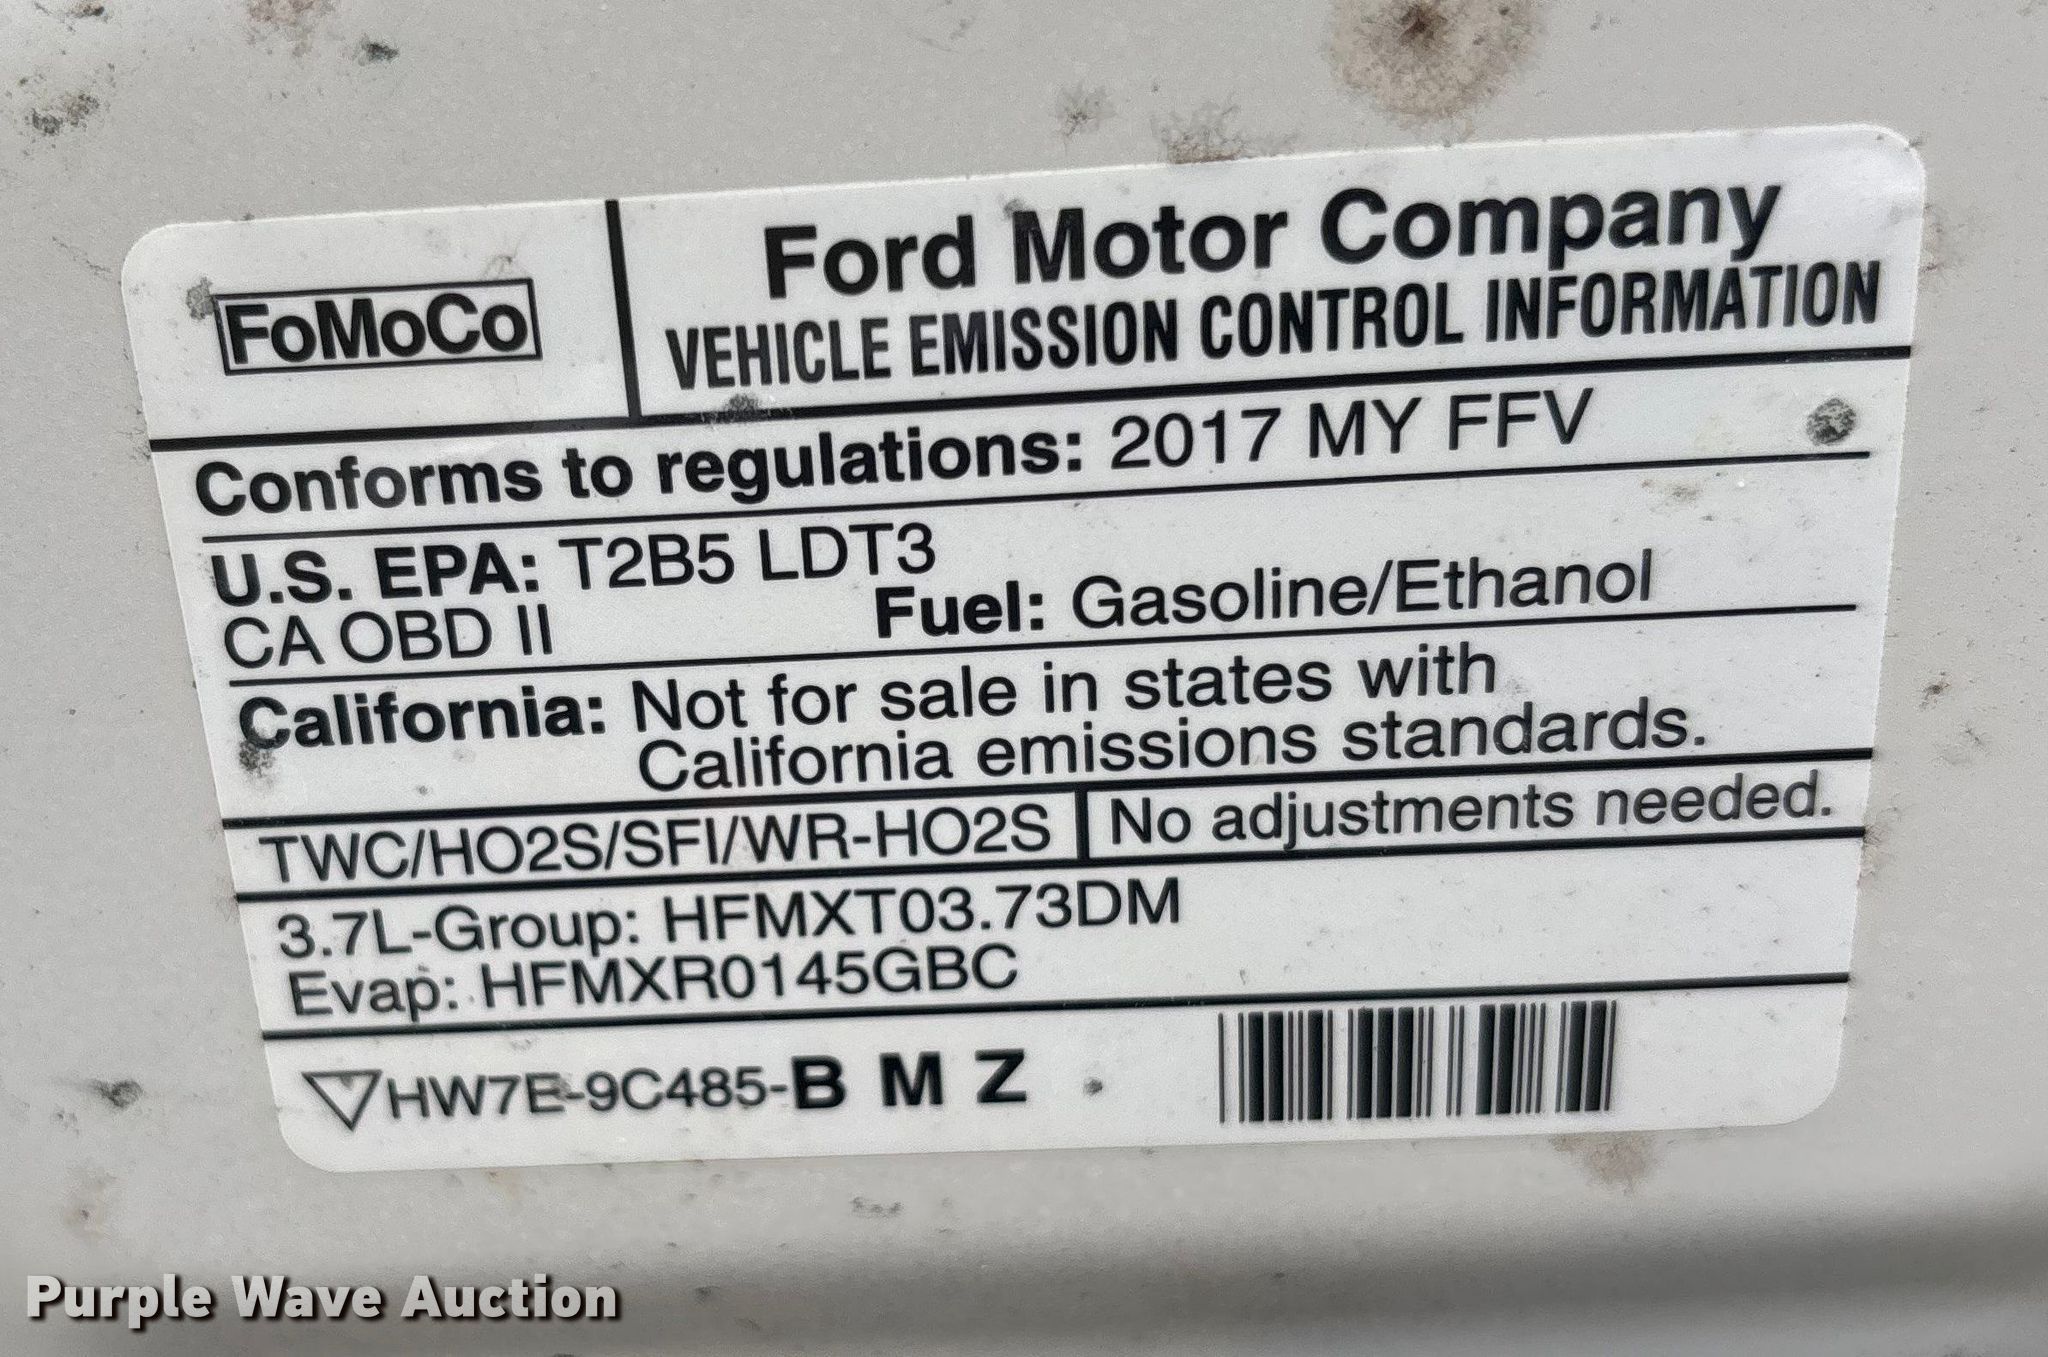 FoMoCo
Ford Motor Company
VEHICLE EMISSION CONTROL INFORMATION
Conforms to regulations: 2017 MY FFV
U.S. EPA: T2B5 LDT3
CA OBD II Fuel: Gasoline/Ethanol
California: Not for sale in states with
California emissions standards.
TWC/HO2S/SFI/WR-HO2S No adjustments needed.
3.7L-Group: HFMXT03.73DM
Evap: HFMXR0145GBC
HW7E-9C485-B M Z
Purple Wave Auction